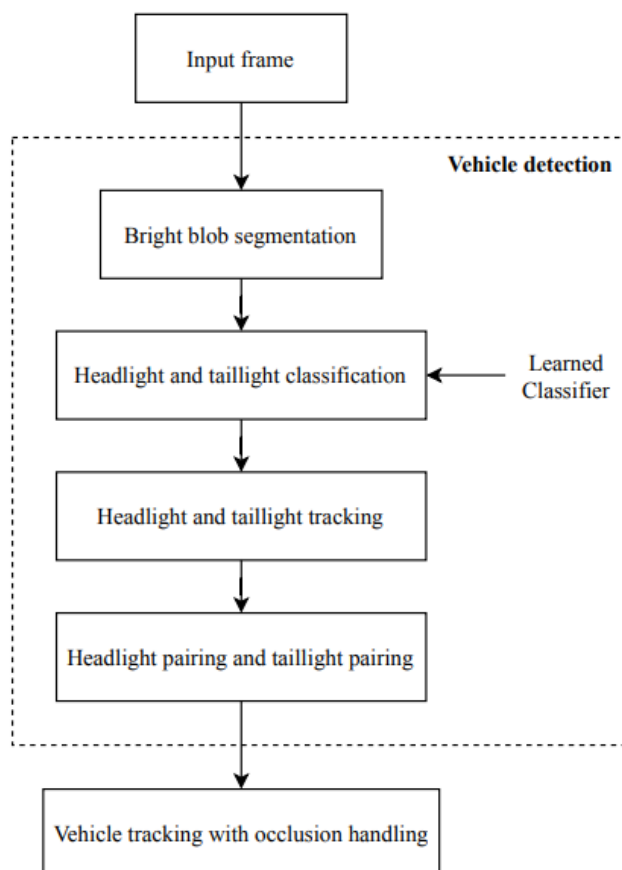 Input frame
Vehicle detection
Bright blob segmentation
Headlight and taillight classification
Learned
Classifier
Headlight and taillight tracking
Headlight pairing and taillight pairing
Vehicle tracking with occlusion handling